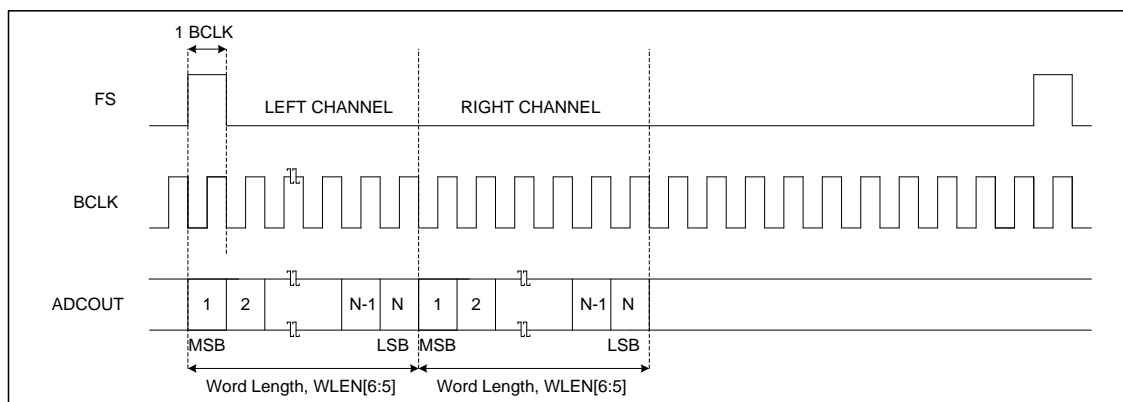 1 BCLK
FS
LEFT CHANNEL RIGHT CHANNEL
BCLK
ADCOUT
1 2 N-1 N 1 2 N-1 N
MSB LSB MSB LSB
Word Length, WLEN[6:5] Word Length, WLEN[6:5]